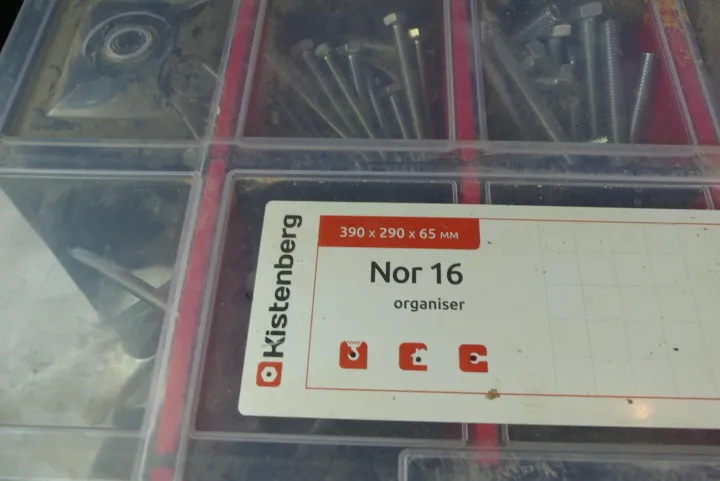 390 x 290 x 65 мм
Kistenberg
Nor 16
organiser